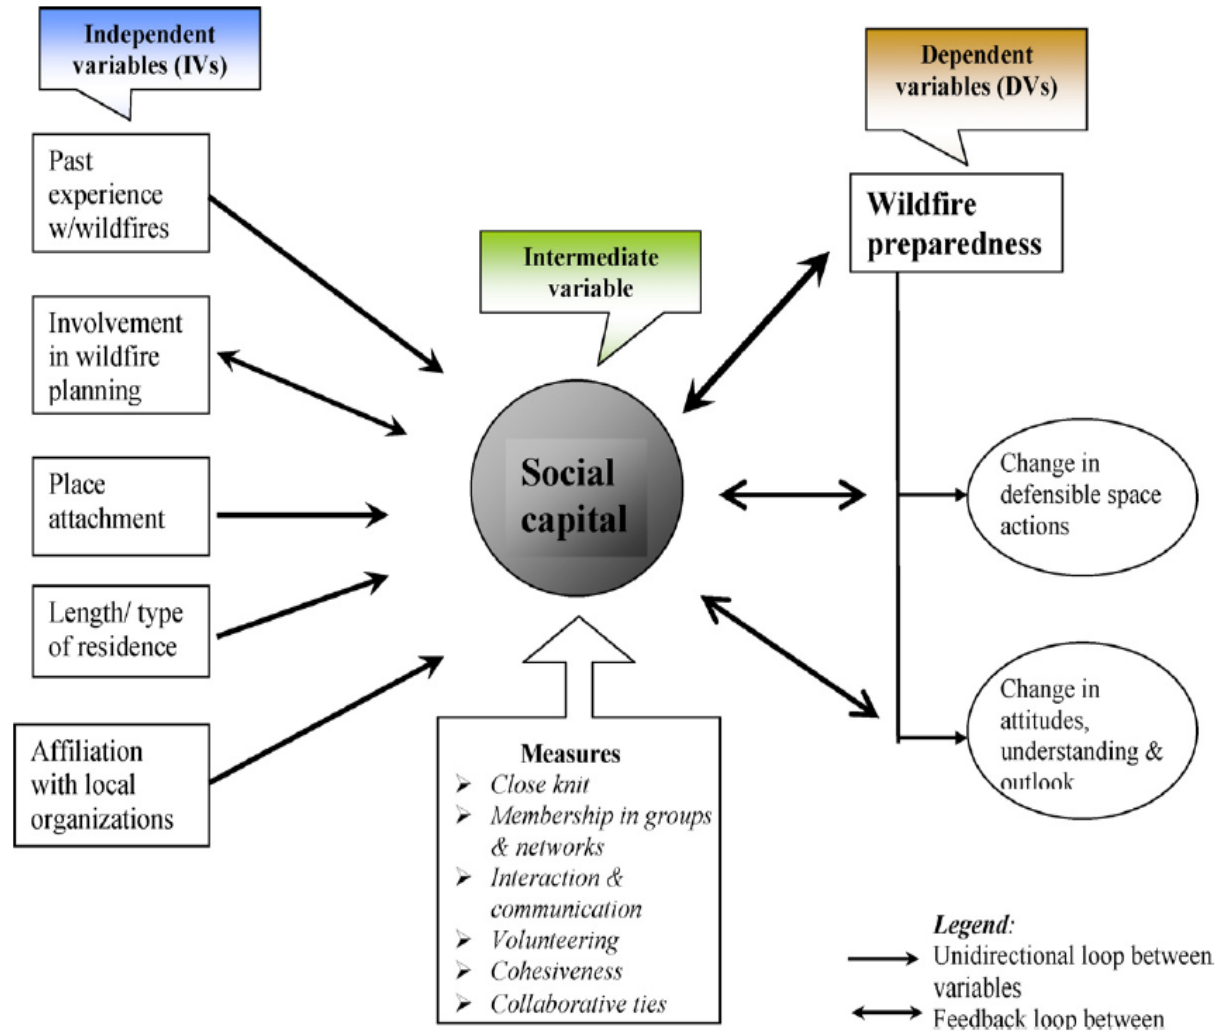 Independent
variables (IVs)
Past
experience
w/wildfires
Involvement
in wildfire
planning
Place
attachment
Length/ type
of residence
Affiliation
with local
organizations
Intermediate
variable
Social
capital
Measures
Close knit
Membership in groups
& networks
Interaction &
communication
Volunteering
Cohesiveness
Collaborative ties
Dependent
variables (DVs)
Wildfire
preparedness
Change in
defensible space
actions
Change in
attitudes,
understanding &
outlook
Legend:
Unidirectional loop between
variables
Feedback loop between